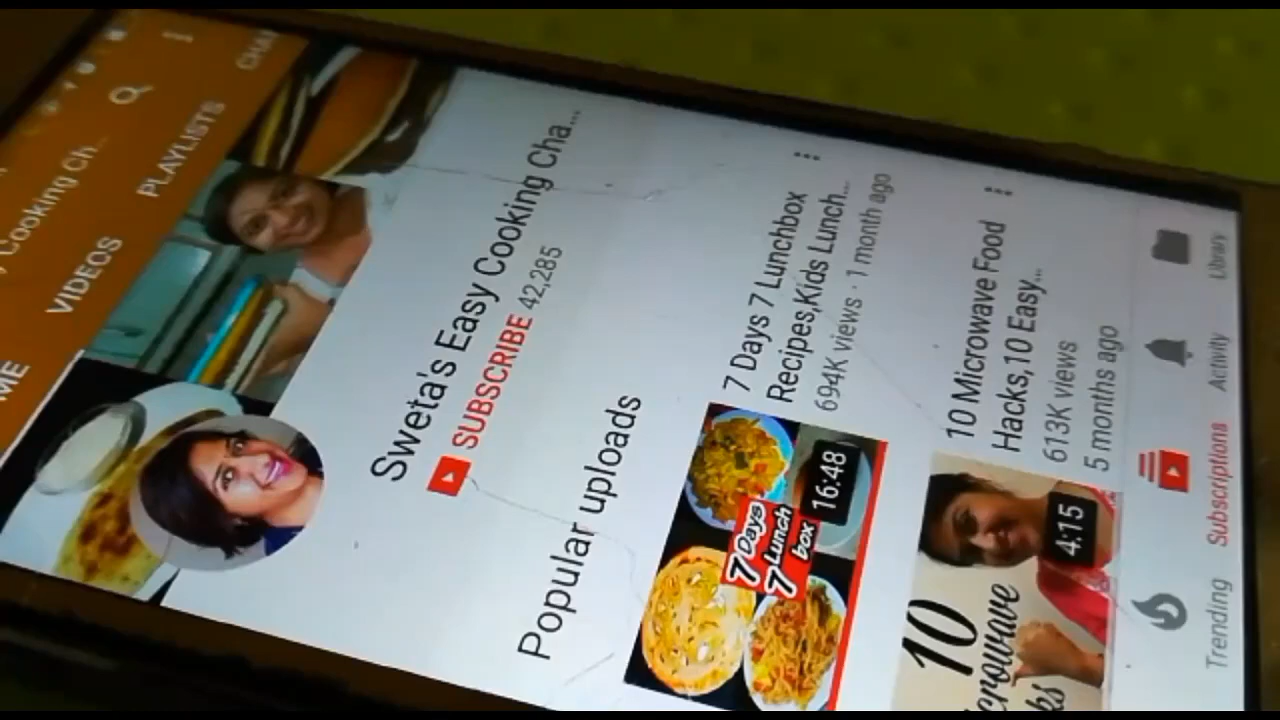 Cooking Ch...
VIDEOS
PLAYLISTS
Sweta's Easy Cooking Cha...
SUBSCRIBE 42,285
Popular uploads
7 Days
7 Lunch
box
16:48
7 Days 7 Lunchbox
Recipes,Kids Lunch...
694K views · 1 month ago
10
4:15
10 Microwave Food
Hacks,10 Easy...
613K views
5 months ago
Trending
Subscriptions
Activity
Library